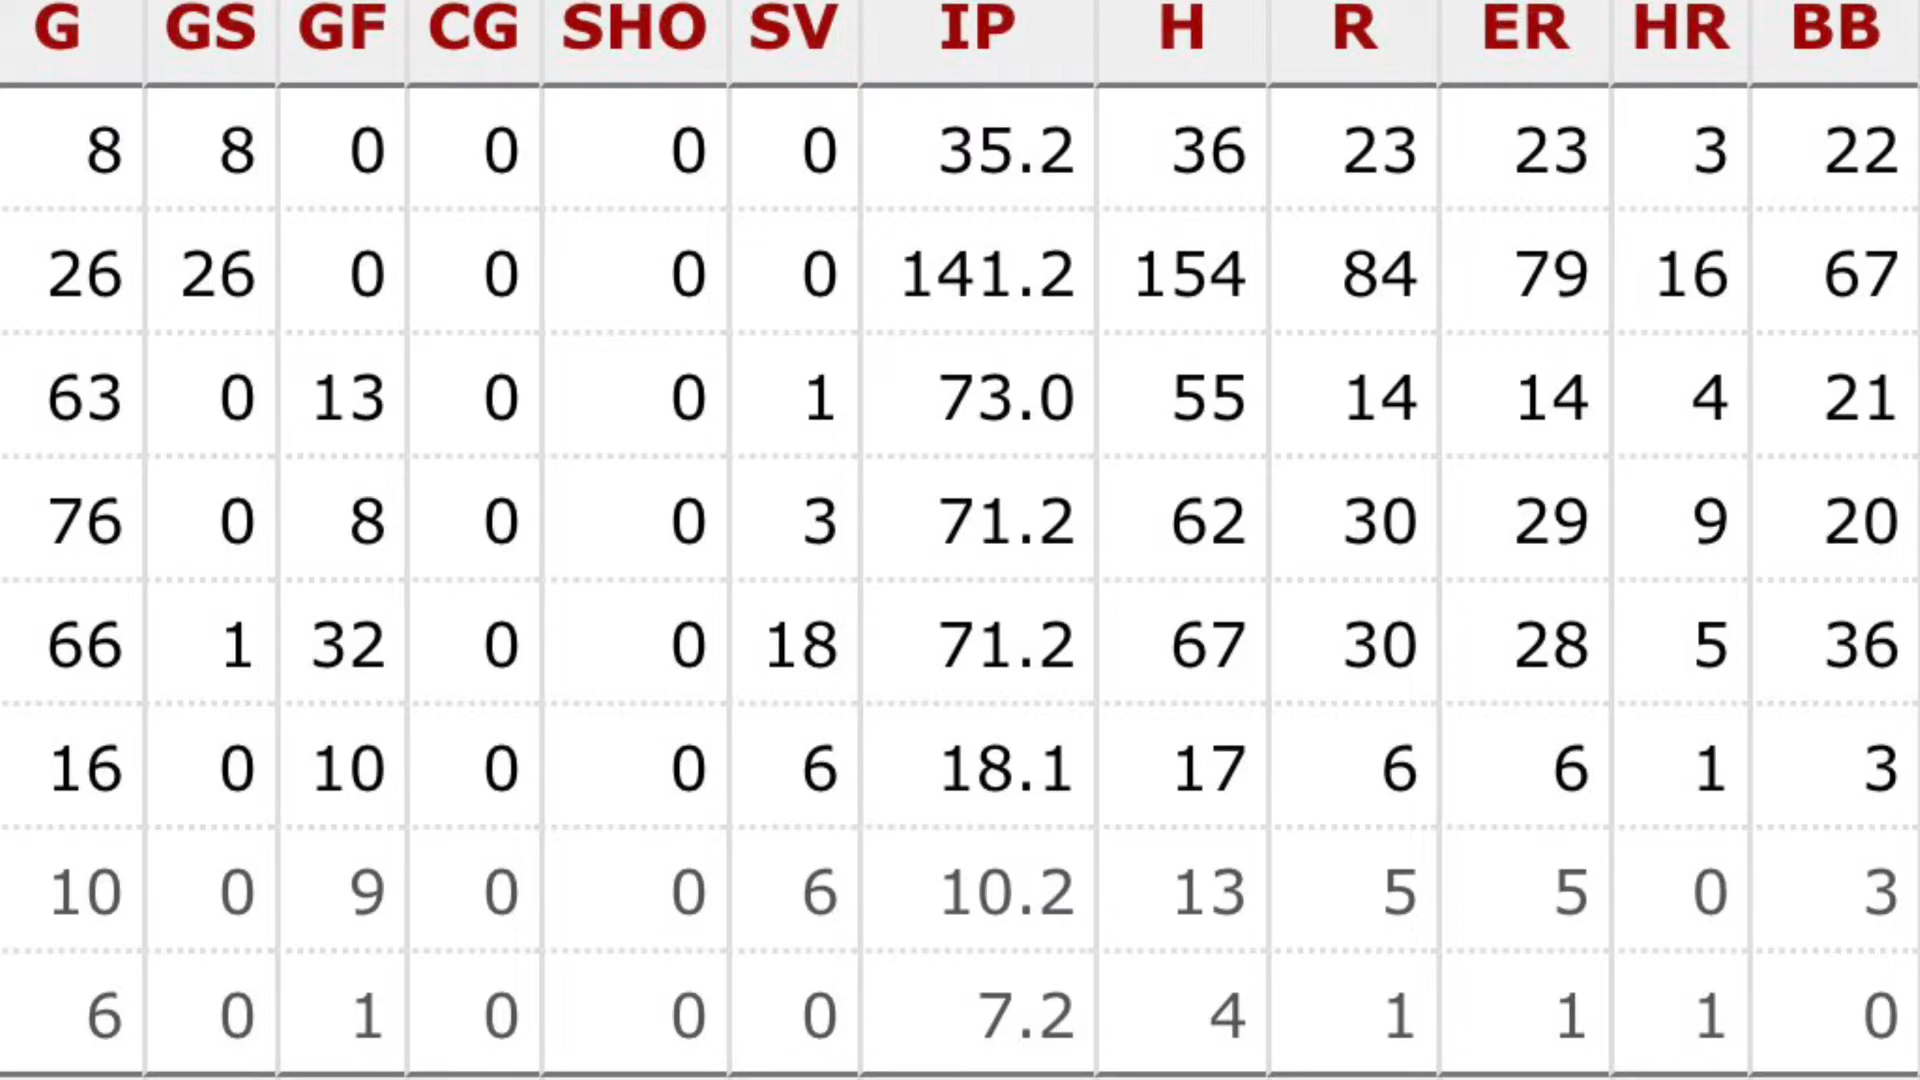 G GS GF CG SHO SV IP H R ER HR BB
8 8 0 0 0 0 35.2 36 23 23 3 22
26 26 0 0 0 0 141.2 154 84 79 16 67
63 0 13 0 0 1 73.0 55 14 14 4 21
76 0 8 0 0 3 71.2 62 30 29 9 20
66 1 32 0 0 18 71.2 67 30 28 5 36
16 0 10 0 0 6 18.1 17 6 6 1 3
10 0 9 0 0 6 10.2 13 5 5 0 3
6 0 1 0 0 0 7.2 4 1 1 1 0